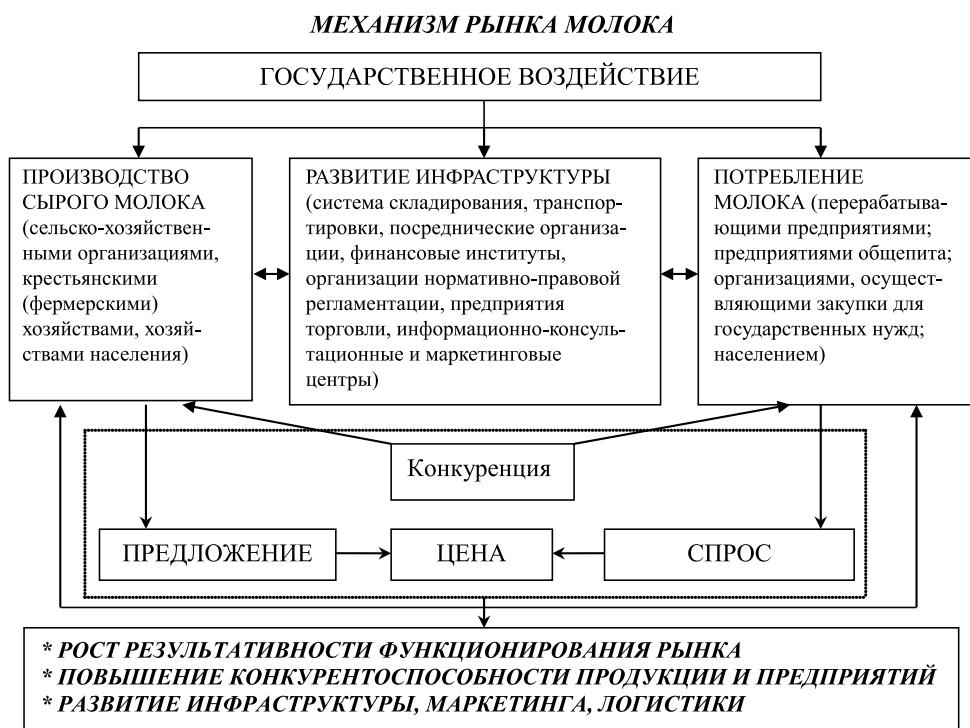 МЕХАНИЗМ РЫНКА МОЛОКА
ГОСУДАРСТВЕННОЕ ВОЗДЕЙСТВИЕ
ПРОИЗВОДСТВО
СЫРОГО МОЛОКА
(сельско-хозяйствен-
ными организациями,
крестьянскими
(фермерскими)
хозяйствами, хозяй-
ствами населения)
РАЗВИТИЕ ИНФРАСТРУКТУРЫ
(система складирования, транспор-
тировки, посреднические организа-
ции, финансовые институты,
организации нормативно-правовой
регламентации, предприятия
торговли, информационно-консуль-
тационные и маркетинговые
центры)
ПОТРЕБЛЕНИЕ
МОЛОКА (перерабатываю-
ющими предприятиями;
предприятиями общепита;
организациями, осущест-
вляющими закупки для
государственных нужд;
населением)
Конкуренция
ПРЕДЛОЖЕНИЕ
ЦЕНА
СПРОС
* РОСТ РЕЗУЛЬТАТИВНОСТИ ФУНКЦИОНИРОВАНИЯ РЫНКА
* ПОВЫШЕНИЕ КОНКУРЕНТОСПОСОБНОСТИ ПРОДУКЦИИ И ПРЕДПРИЯТИЙ
* РАЗВИТИЕ ИНФРАСТРУКТУРЫ, МАРКЕТИНГА, ЛОГИСТИКИ